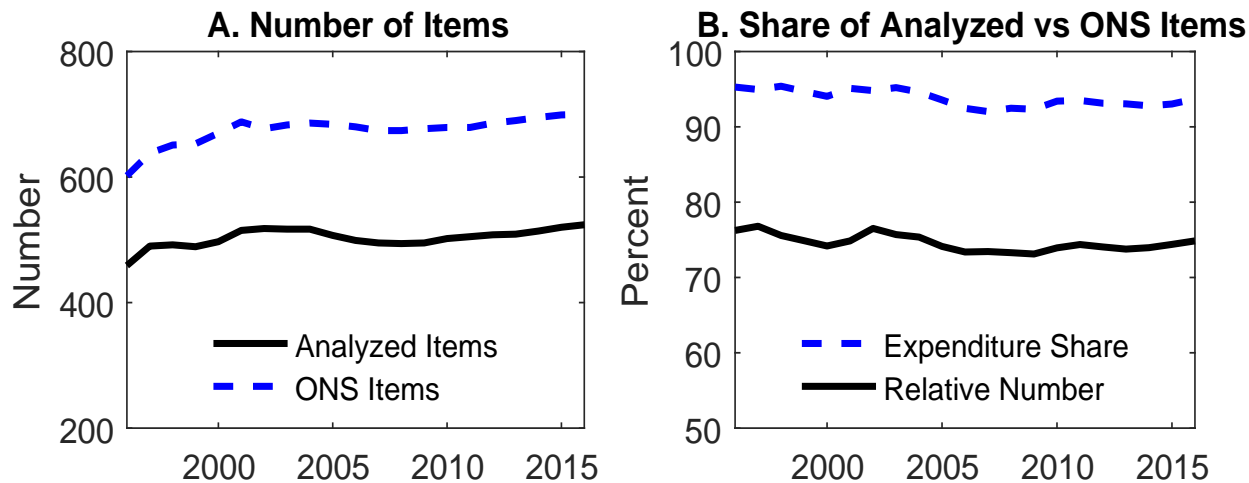 A. Number of Items
800
600
400
200
Number
Analyzed Items
ONS Items
2000 2005 2010 2015
B. Share of Analyzed vs ONS Items
100
90
80
70
60
50
Percent
Expenditure Share
Relative Number
2000 2005 2010 2015